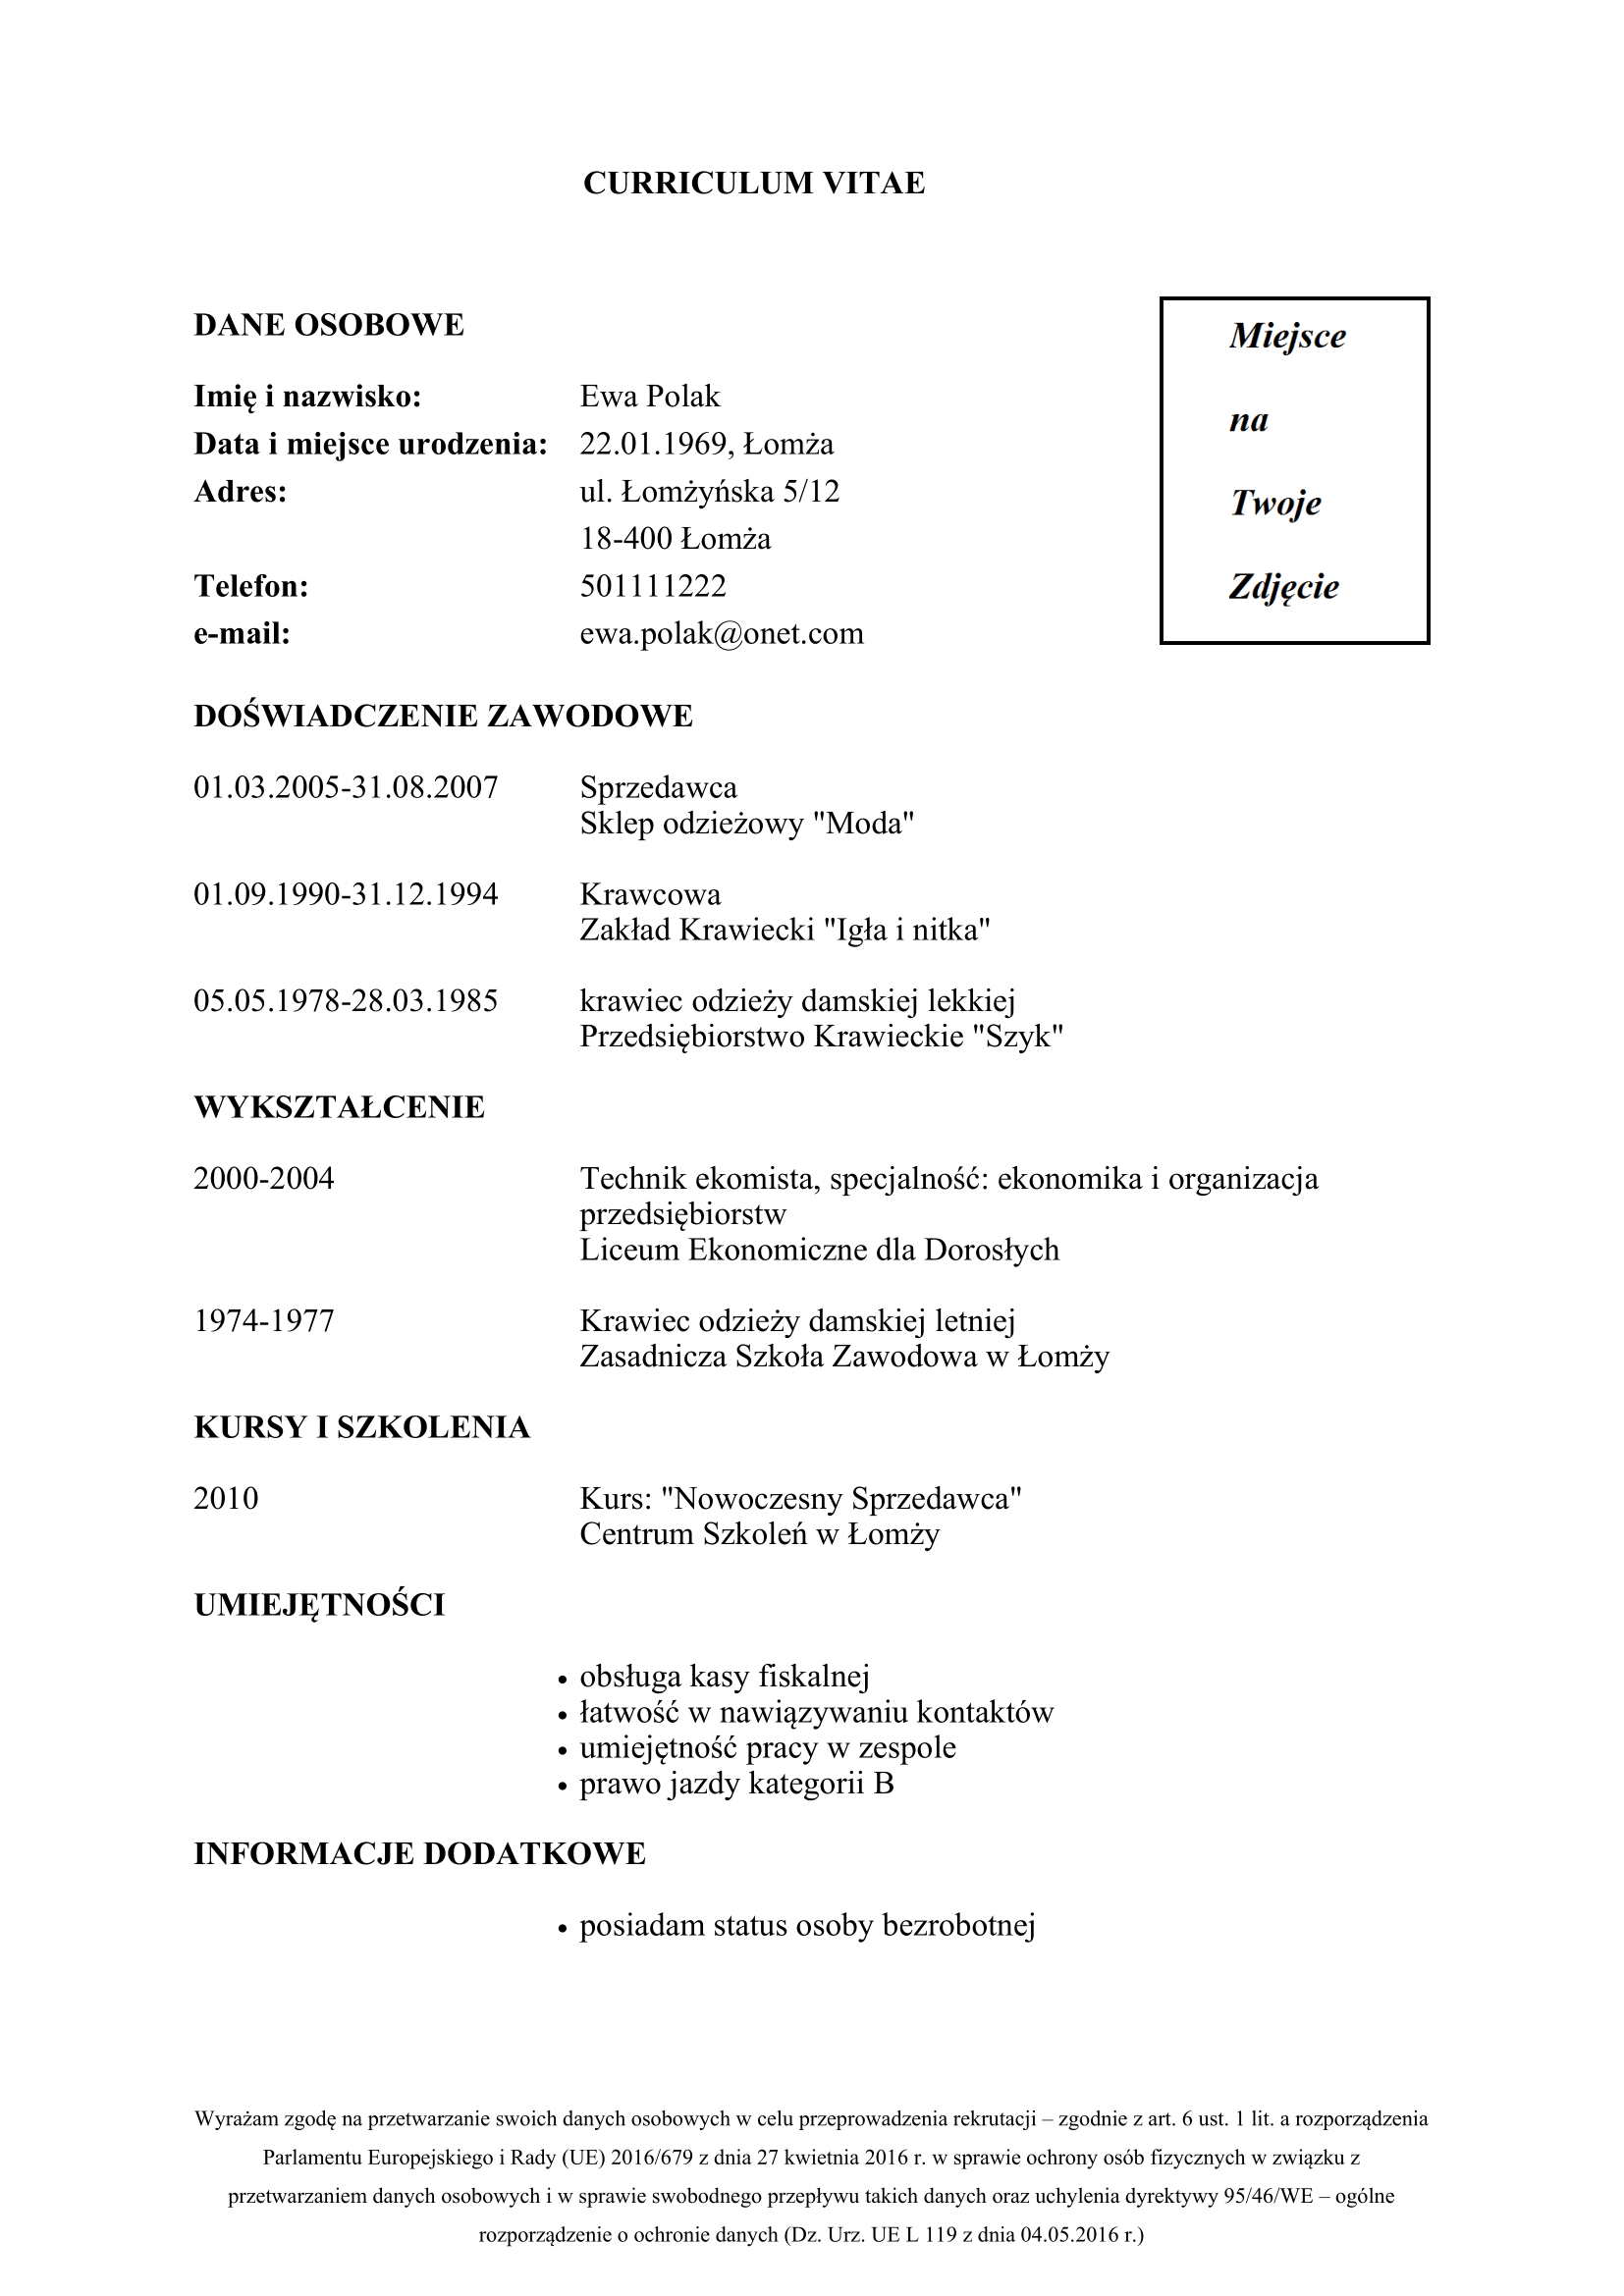 CURRICULUM VITAE
DANE OSOBOWE
Imię i nazwisko: Ewa Polak
Data i miejsce urodzenia: 22.01.1969, Łomża
Adres: ul. Łomżyńska 5/12
18-400 Łomża
Telefon: 501111222
e-mail: ewa.polak@onet.com
Miejsce
na
Twoje
Zdjęcie
DOŚWIADCZENIE ZAWODOWE
01.03.2005-31.08.2007 Sprzedawca
Sklep odzieżowy "Moda"
01.09.1990-31.12.1994 Krawcowa
Zakład Krawiecki "Igła i nitka"
05.05.1978-28.03.1985 krawiec odzieży damskiej lekkiej
Przedsiębiorstwo Krawieckie "Szyk"
WYKSZTAŁCENIE
2000-2004 Technik ekomista, specjalność: ekonomika i organizacja
przedsiębiorstw
Liceum Ekonomiczne dla Dorosłych
1974-1977 Krawiec odzieży damskiej letniej
Zasadnicza Szkoła Zawodowa w Łomży
KURSY I SZKOLENIA
2010 Kurs: "Nowoczesny Sprzedawca"
Centrum Szkoleń w Łomży
UMIEJĘTNOŚCI
• obsługa kasy fiskalnej
• łatwość w nawiązywaniu kontaktów
• umiejętność pracy w zespole
• prawo jazdy kategorii B
INFORMACJE DODATKOWE
• posiadam status osoby bezrobotnej
Wyrażam zgodę na przetwarzanie swoich danych osobowych w celu przeprowadzenia rekrutacji – zgodnie z art. 6 ust. 1 lit. a rozporządzenia
Parlamentu Europejskiego i Rady (UE) 2016/679 z dnia 27 kwietnia 2016 r. w sprawie ochrony osób fizycznych w związku z
przetwarzaniem danych osobowych i w sprawie swobodnego przepływu takich danych oraz uchylenia dyrektywy 95/46/WE – ogólne
rozporządzenie o ochronie danych (Dz. Urz. UE L 119 z dnia 04.05.2016 r.)